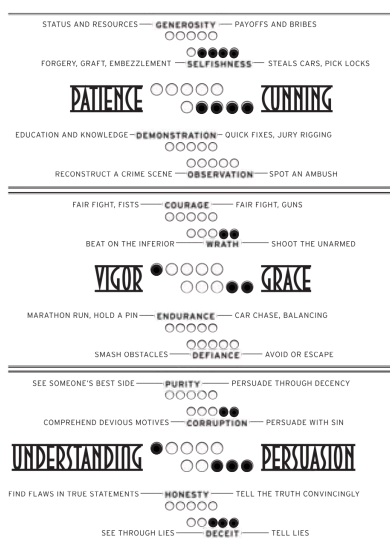 STATUS AND RESOURCES — GENEROSITY — PAYOFFS AND BRIBES
FORGERY, GRAFT, EMBEZZLEMENT — SELFISHNESS — STEALS CARS, PICK LOCKS
PATIENCE CUNNING
EDUCATION AND KNOWLEDGE — DEMONSTRATION — QUICK FIXES, JURY RIGGING
RECONSTRUCT A CRIME SCENE — OBSERVATION — SPOT AN AMBUSH
FAIR FIGHT, FISTS — COURAGE — FAIR FIGHT, GUNS
BEAT ON THE INFERIOR — WRATH — SHOOT THE UNARMED
VIGOR GRACE
MARATHON RUN, HOLD A PIN — ENDURANCE — CAR CHASE, BALANCING
SMASH OBSTACLES — DEFIANCE — AVOID OR ESCAPE
SEE SOMEONE'S BEST SIDE — PURITY — PERSUADE THROUGH DECENCY
COMPREHEND DEVIOUS MOTIVES — CORRUPTION — PERSUADE WITH SIN
UNDERSTANDING PERSUASION
FIND FLAWS IN TRUE STATEMENTS — HONESTY — TELL THE TRUTH CONVINCINGLY
SEE THROUGH LIES — DECEIT — TELL LIES